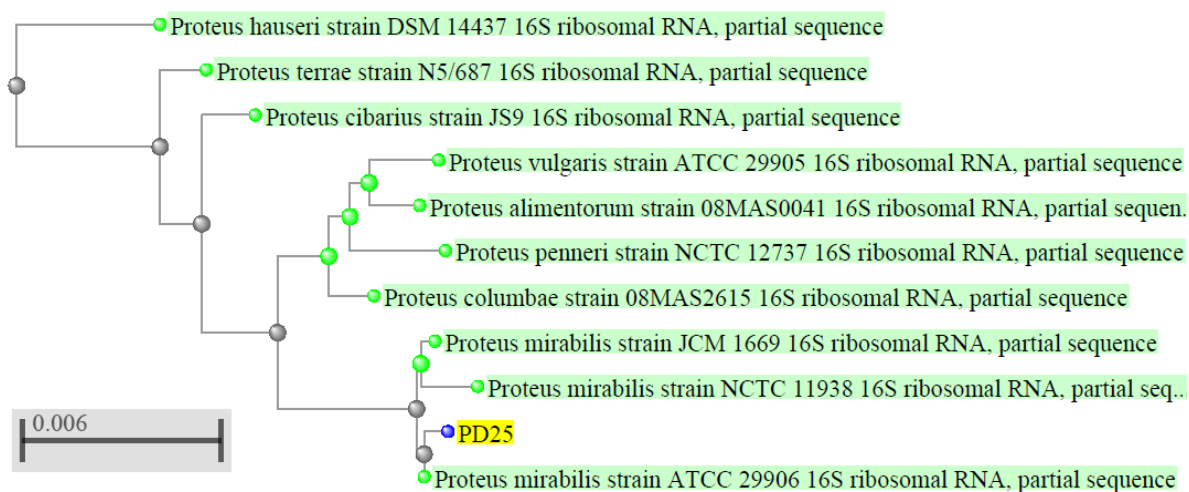 Proteus hauseri strain DSM 14437 16S ribosomal RNA, partial sequence
Proteus terrae strain N5/687 16S ribosomal RNA, partial sequence
Proteus cibarius strain JS9 16S ribosomal RNA, partial sequence
Proteus vulgaris strain ATCC 29905 16S ribosomal RNA, partial sequence
Proteus alimentorum strain 08MAS0041 16S ribosomal RNA, partial sequen.
Proteus penneri strain NCTC 12737 16S ribosomal RNA, partial sequence
Proteus columbae strain 08MAS2615 16S ribosomal RNA, partial sequence
Proteus mirabilis strain JCM 1669 16S ribosomal RNA, partial sequence
Proteus mirabilis strain NCTC 11938 16S ribosomal RNA, partial seq..
0.006
PD25
Proteus mirabilis strain ATCC 29906 16S ribosomal RNA, partial sequence